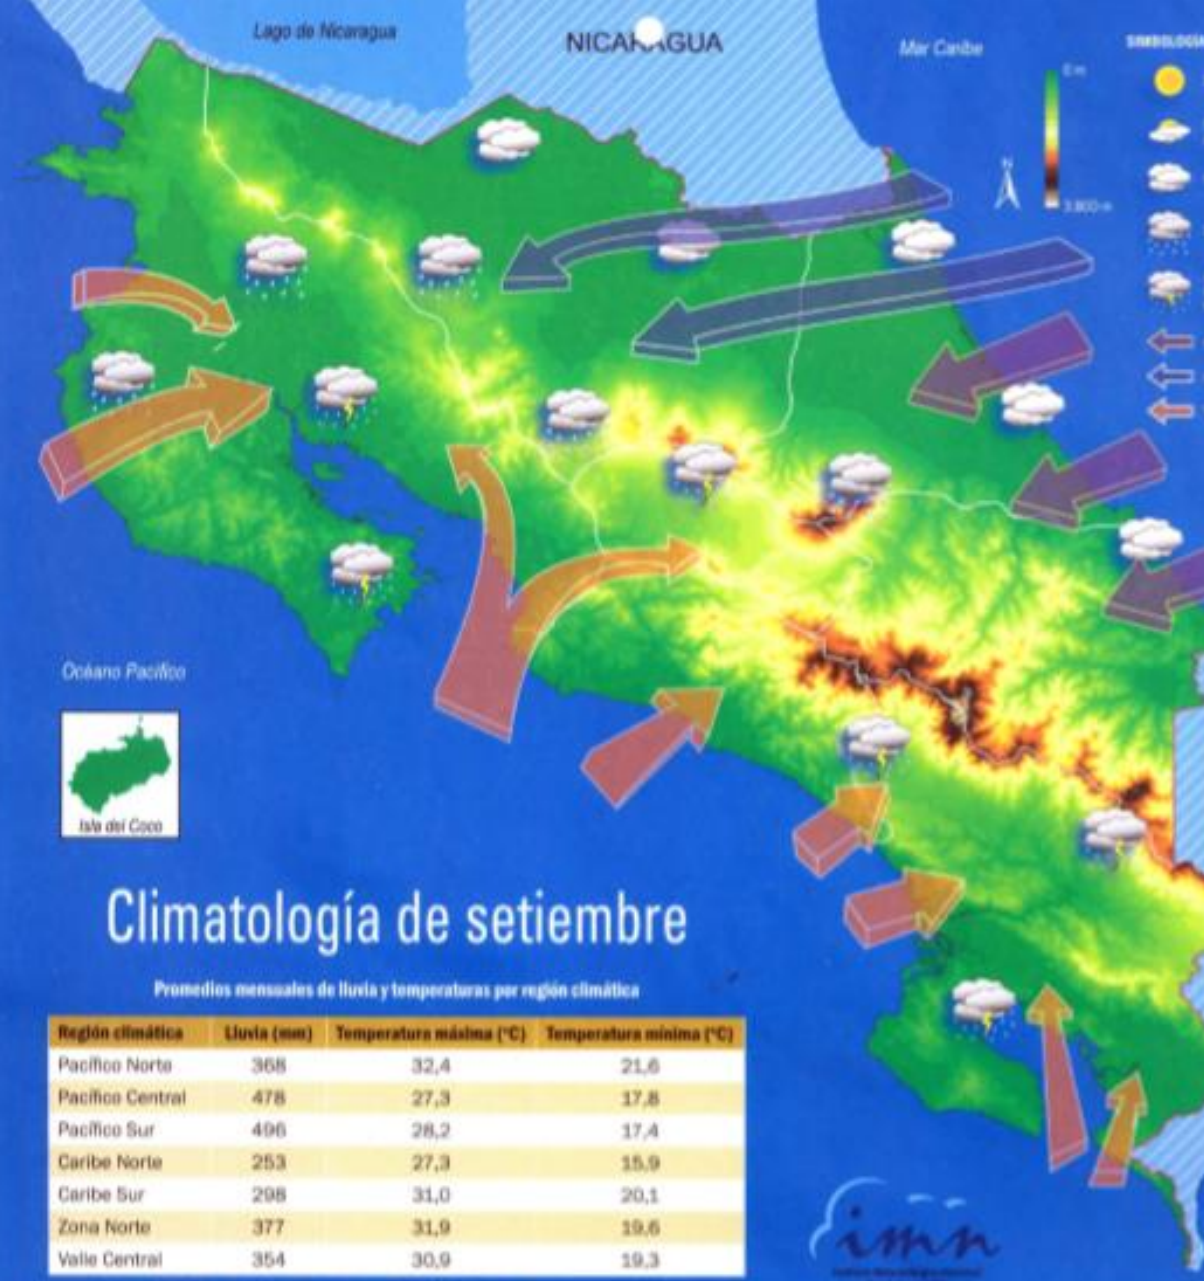 Lago de Nicaragua
NICARAGUA
Mar Caribe
SIMBOLOGÍA
0 m
N
3.800 m
Océano Pacífico
Isla del Coco
Climatología de setiembre
Promedios mensuales de lluvia y temperaturas por región climática
Región climática Lluvia (mm) Temperatura máxima (°C) Temperatura mínima (°C)
Pacífico Norte 368 32,4 21,6
Pacífico Central 478 27,3 17,8
Pacífico Sur 496 28,2 17,4
Caribe Norte 253 27,3 15,9
Caribe Sur 298 31,0 20,1
Zona Norte 377 31,9 19,6
Valle Central 354 30,9 19,3
imn